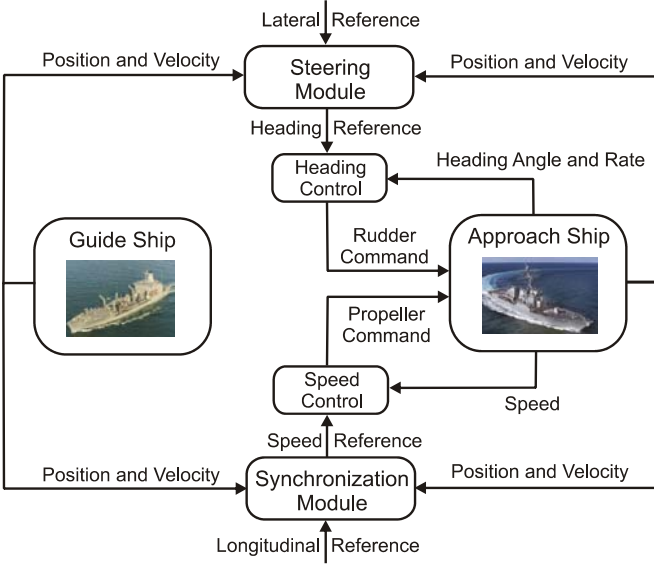 Lateral Reference
Position and Velocity
Steering
Module
Position and Velocity
Heading Reference
Heading
Control
Heading Angle and Rate
Guide Ship
Rudder
Command
Approach Ship
Propeller
Command
Speed
Control
Speed
Speed Reference
Position and Velocity
Synchronization
Module
Position and Velocity
Longitudinal Reference